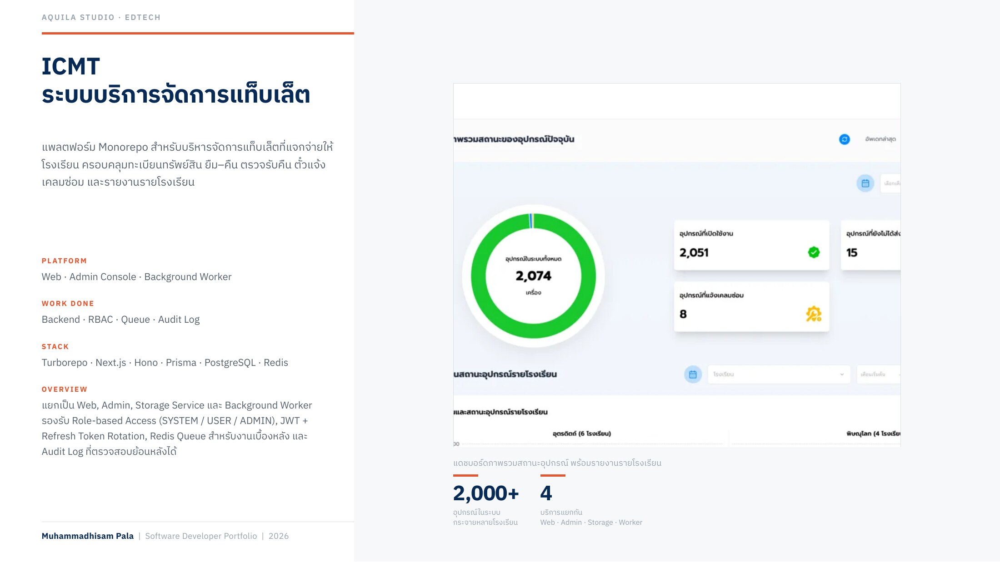 AQUILA STUDIO · EDTECH
ICMT
ระบบบริการจัดการแท็บเล็ต
แพลตฟอร์ม Monorepo สำหรับบริหารจัดการแท็บเล็ตที่แจกจ่ายให้
โรงเรียน ครอบคลุมทะเบียนทรัพย์สิน ยืม–คืน ตรวจรับคืน ตั๋วแจ้ง
เคลมซ่อม และรายงานรายโรงเรียน
PLATFORM
Web · Admin Console · Background Worker
WORK DONE
Backend · RBAC · Queue · Audit Log
STACK
Turborepo · Next.js · Hono · Prisma · PostgreSQL · Redis
OVERVIEW
แยกเป็น Web, Admin, Storage Service และ Background Worker
รองรับ Role-based Access (SYSTEM / USER / ADMIN), JWT +
Refresh Token Rotation, Redis Queue สำหรับงานเบื้องหลัง และ
Audit Log ที่ตรวจสอบย้อนหลังได้
Muhammadhisam Pala | Software Developer Portfolio | 2026
าพรวมสถานะของอุปกรณ์ปัจจุบัน
อัพเดทล่าสุด
เลือกเดื
อุปกรณ์ในระบบทั้งหมด
2,074
เครื่อง
อุปกรณ์ที่เปิดใช้งาน
2,051
อุปกรณ์ที่ยังไม่ได้ส่ง
15
อุปกรณ์ที่แจ้งเคลมซ่อม
8
นสถานะอุปกรณ์รายโรงเรียน
โรงเรียน
เดือนเริ่มต้น
และสถานะอุปกรณ์รายโรงเรียน
อุตรดิตถ์ (6 โรงเรียน)
พิษณุโลก (4 โรงเรีย
00
แดชบอร์ดภาพรวมสถานะอุปกรณ์ พร้อมรายงานรายโรงเรียน
2,000+
อุปกรณ์ในระบบ
กระจายหลายโรงเรียน
4
บริการแยกกัน
Web · Admin · Storage · Worker